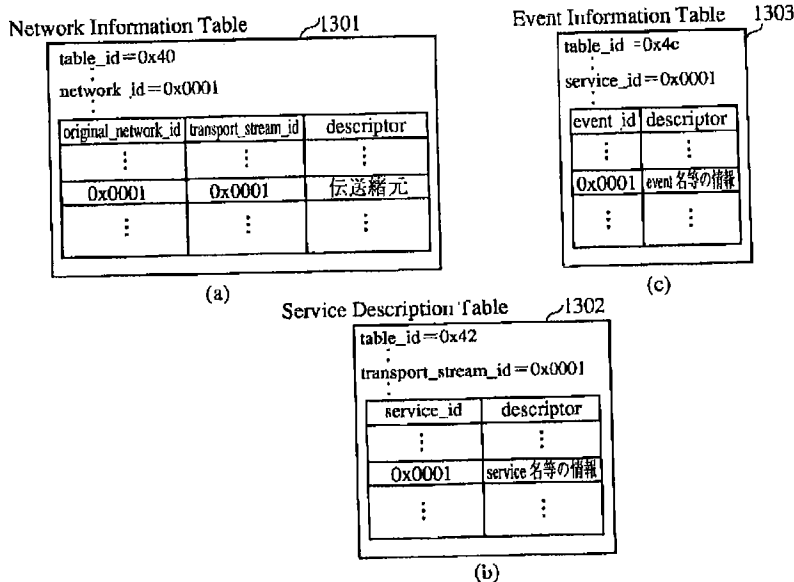 Network Information Table
1301
table_id=0x40
network_id=0x0001
original_network_id transport_stream_id descriptor
0x0001 0x0001 伝送緒元
(a)
Event Information Table
1303
table_id=0x4c
service_id=0x0001
event_id descriptor
0x0001 event 名等の情報
(c)
Service Description Table
1302
table_id=0x42
transport_stream_id=0x0001
service_id descriptor
0x0001 service 名等の情報
(b)